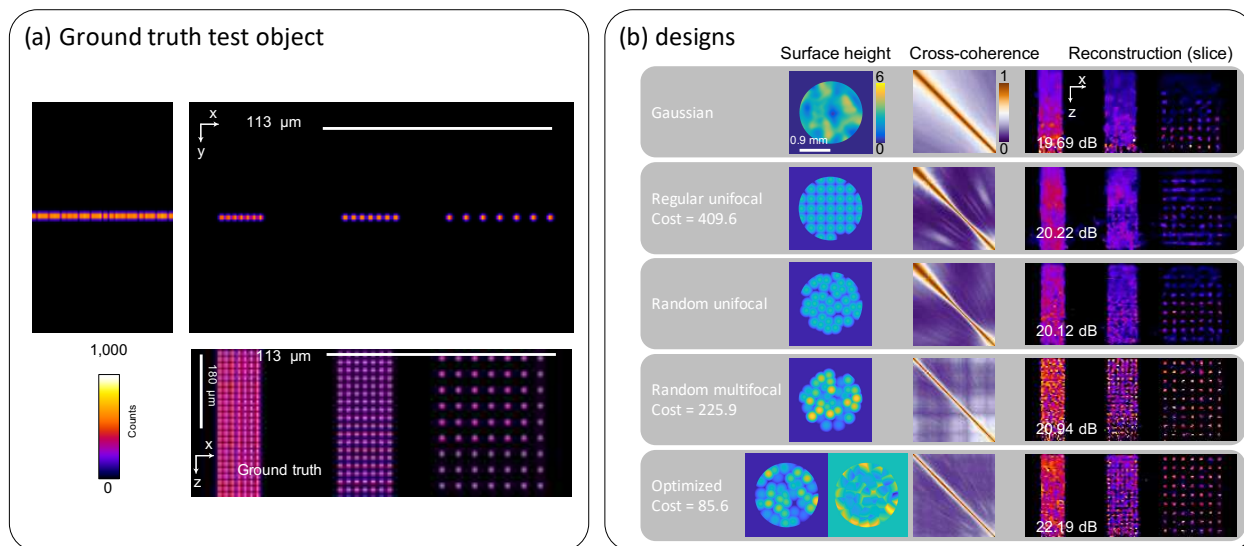 (a) Ground truth test object
x
y
113 μm
1,000
Counts
0
113 μm
180 μm
x
z
Ground truth
(b) designs
Surface height
Cross-coherence
Reconstruction (slice)
Gaussian
0.9 mm
6
0
1
0
x
z
19.69 dB
Regular unifocal
Cost = 409.6
20.22 dB
Random unifocal
20.12 dB
Random multifocal
Cost = 225.9
20.94 dB
Optimized
Cost = 85.6
22.19 dB